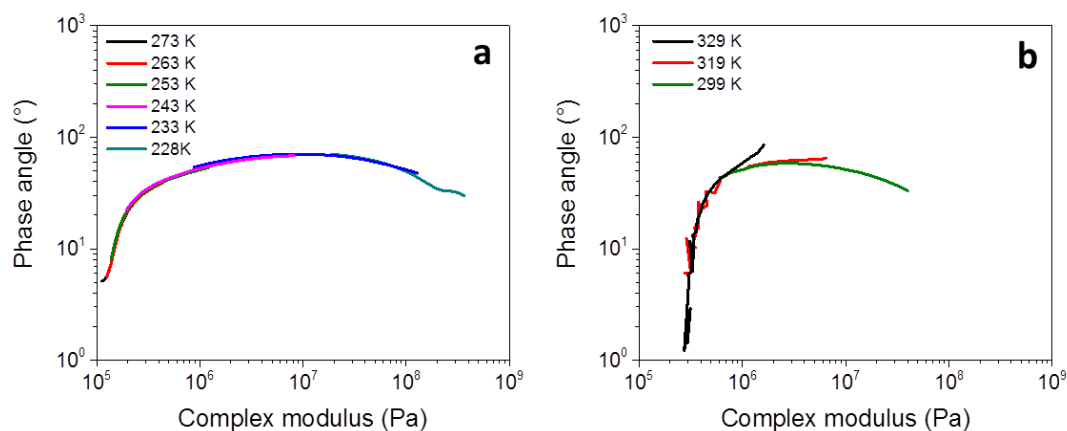 a
273 K
263 K
253 K
243 K
233 K
228K
Phase angle (°)
10³
10²
10¹
10⁰
10⁵ 10⁶ 10⁷ 10⁸ 10⁹
Complex modulus (Pa)
b
329 K
319 K
299 K
Phase angle (°)
10³
10²
10¹
10⁰
10⁵ 10⁶ 10⁷ 10⁸ 10⁹
Complex modulus (Pa)